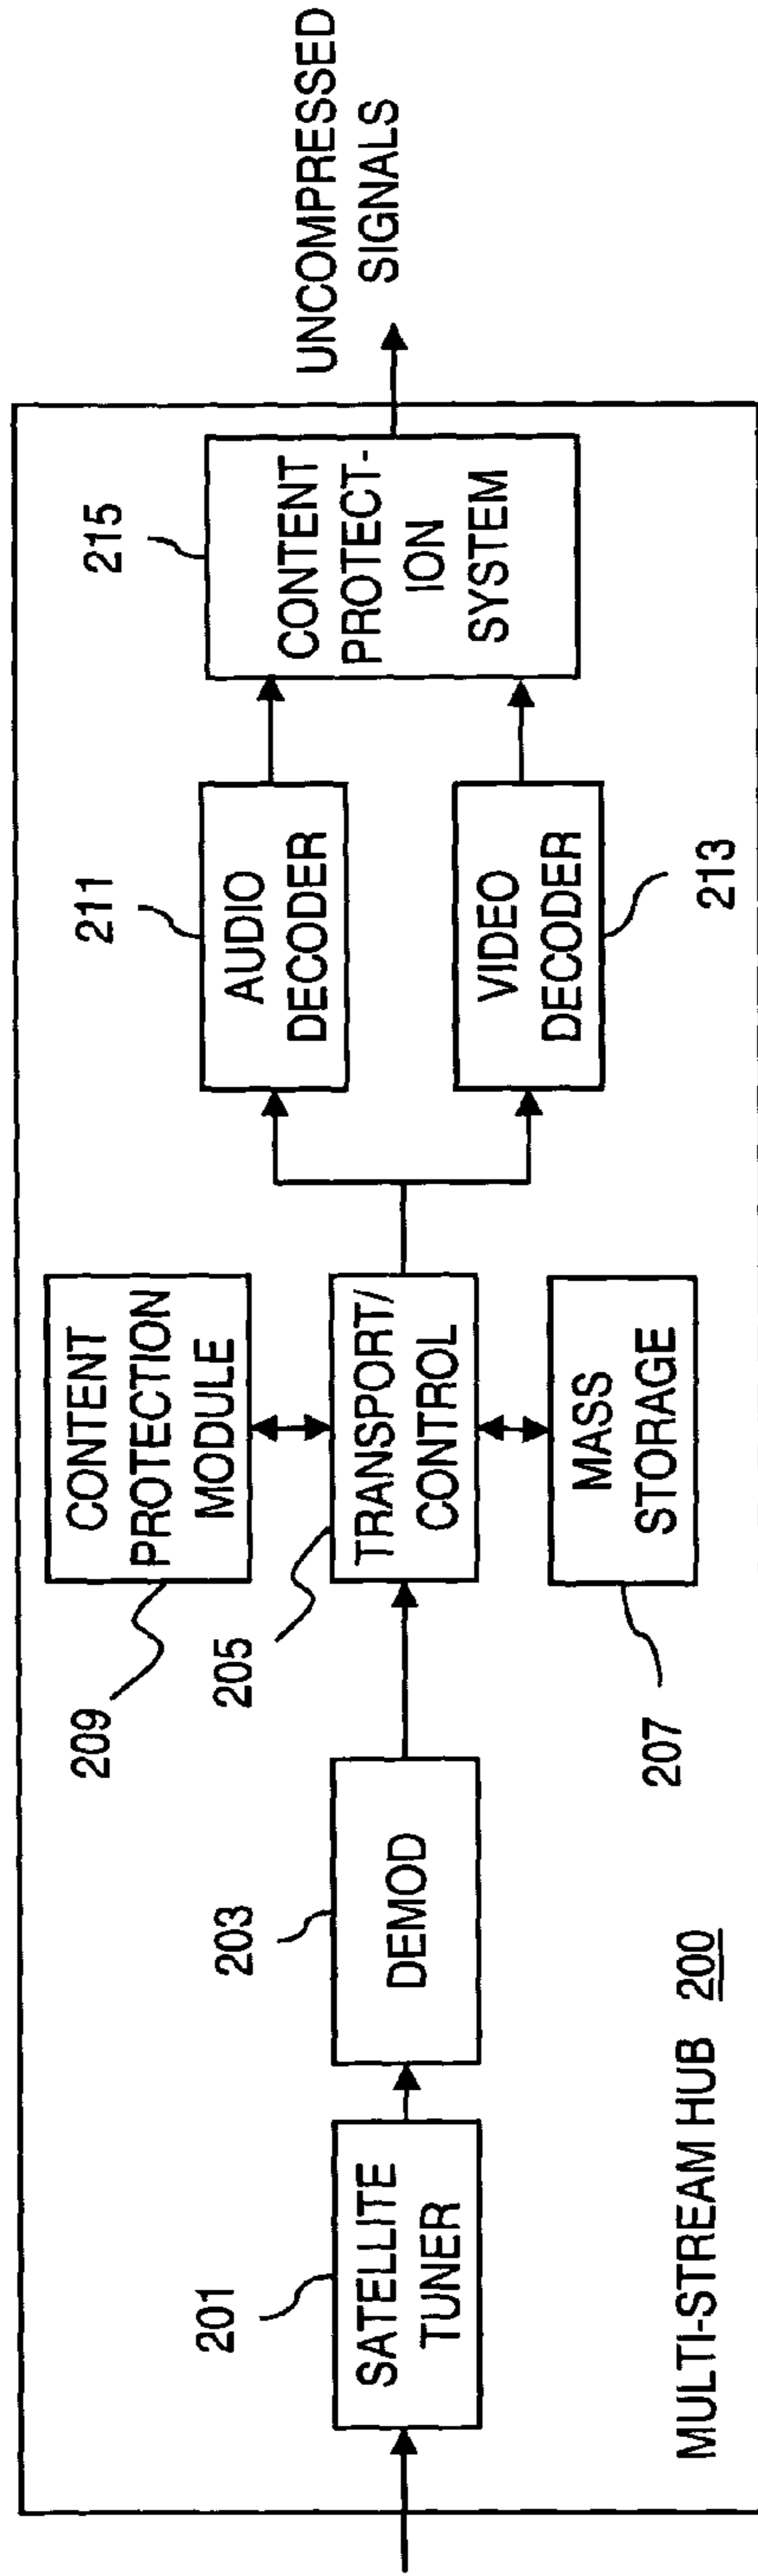 201
SATELLITE
TUNER
203
DEMOD
209
CONTENT
PROTECTION
MODULE
205
TRANSPORT/
CONTROL
207
MASS
STORAGE
211
AUDIO
DECODER
VIDEO
DECODER
213
215
CONTENT
PROTECT-
ION
SYSTEM
UNCOMPRESSED
SIGNALS
MULTI-STREAM HUB 200